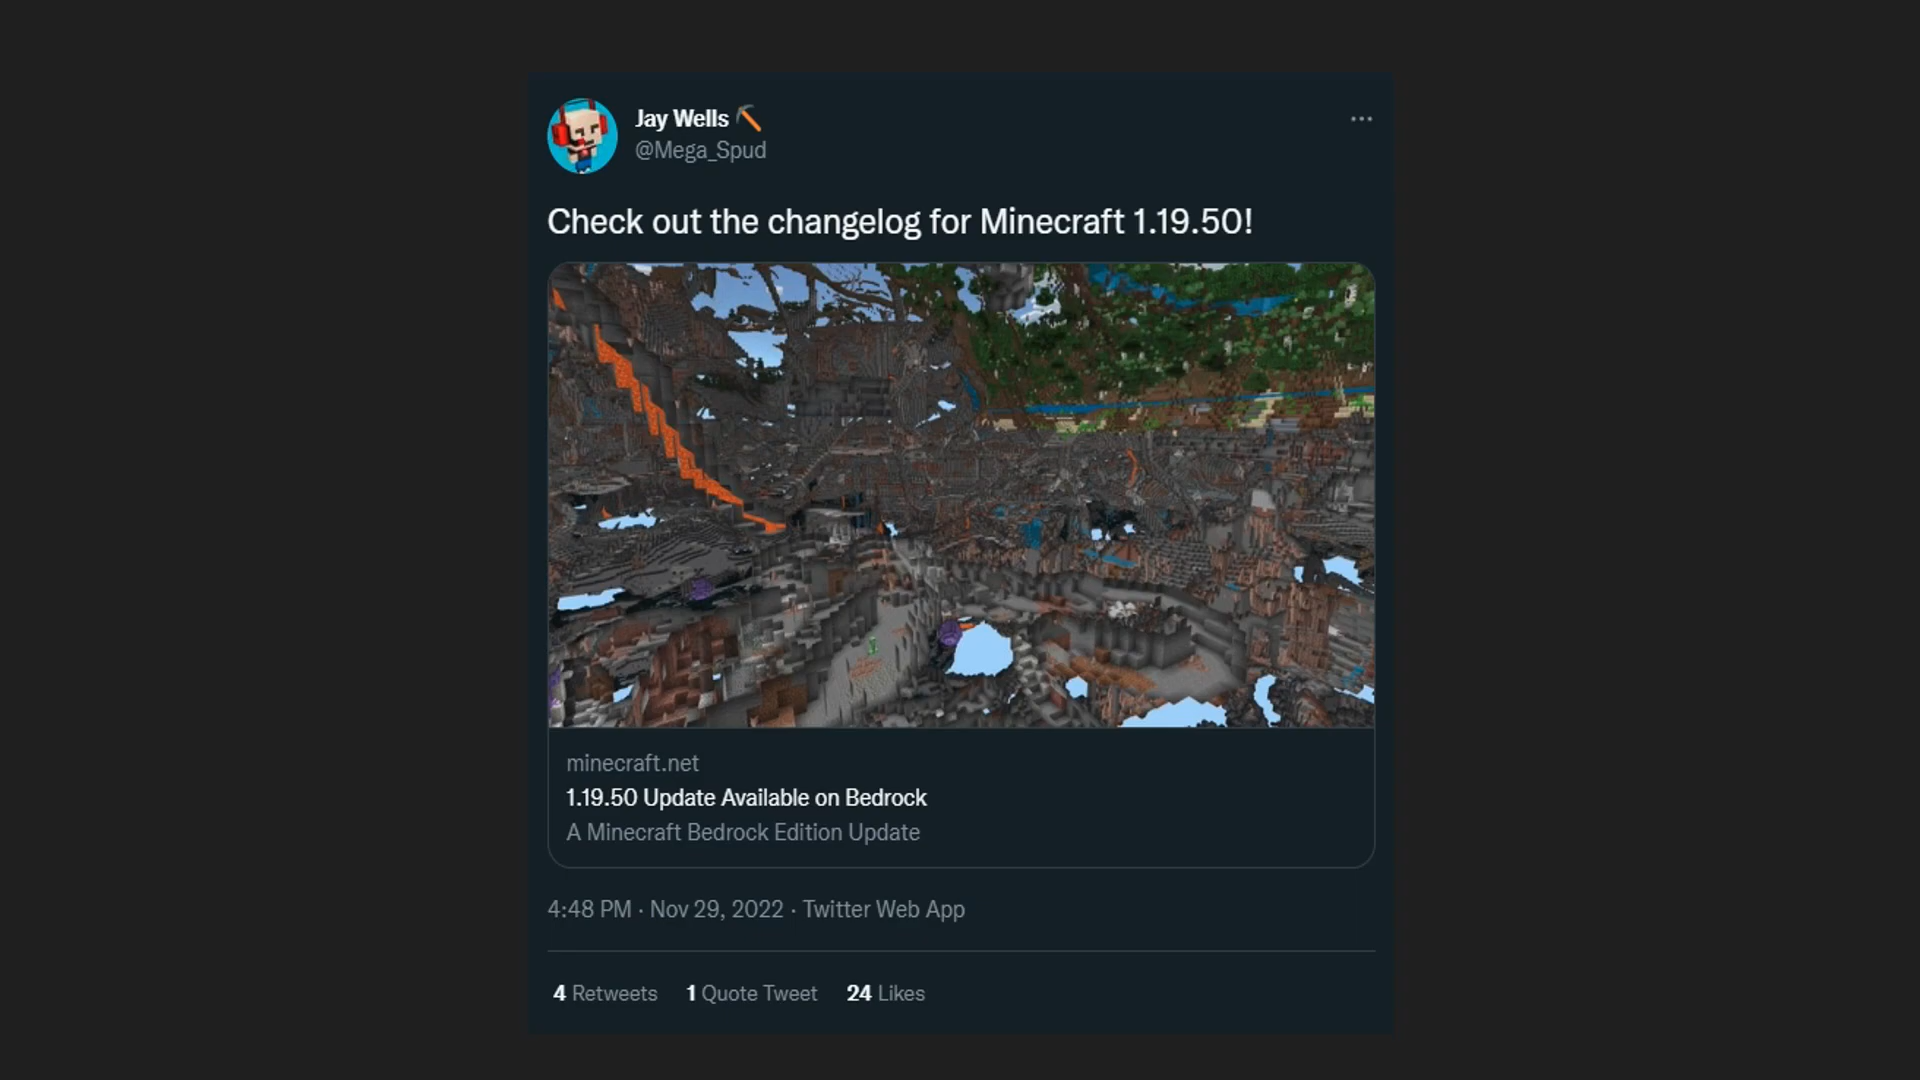 Jay Wells
@Mega_Spud
Check out the changelog for Minecraft 1.19.50!
minecraft.net
1.19.50 Update Available on Bedrock
A Minecraft Bedrock Edition Update
4:48 PM · Nov 29, 2022 · Twitter Web App
4 Retweets 1 Quote Tweet 24 Likes